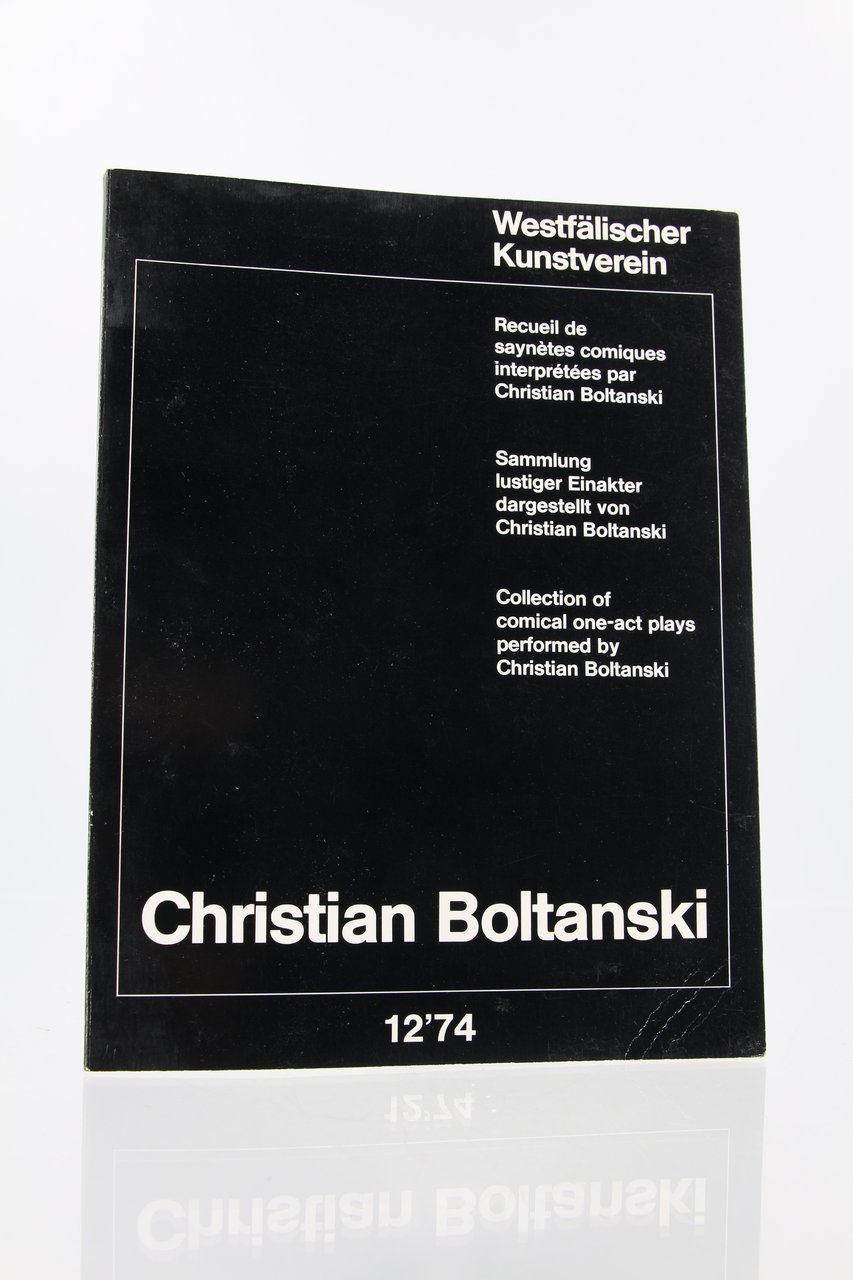 Westfälischer
Kunstverein
Recueil de
saynètes comiques
interprétées par
Christian Boltanski
Sammlung
lustiger Einakter
dargestellt von
Christian Boltanski
Collection of
comical one-act plays
performed by
Christian Boltanski
Christian Boltanski
12’74